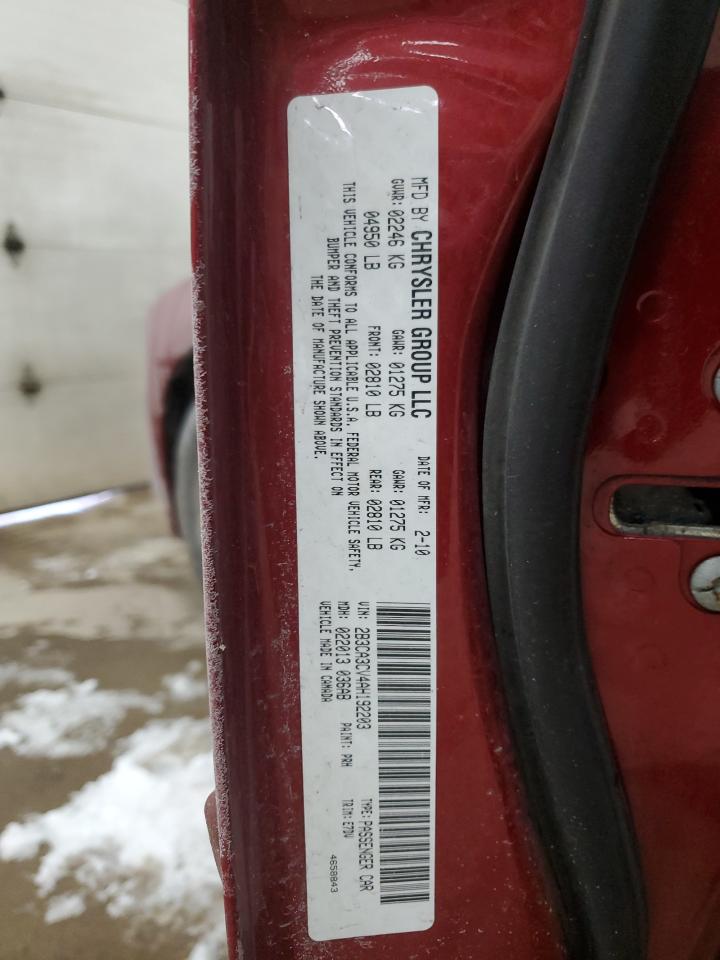 MFD BY CHRYSLER GROUP LLC DATE OF MFR: 2-10
GVWR: 02246 KG GAWR: 01275 KG GAWR: 01275 KG
04950 LB FRONT: 02810 LB REAR: 02810 LB
THIS VEHICLE CONFORMS TO ALL APPLICABLE U.S.A. FEDERAL MOTOR VEHICLE SAFETY,
BUMPER AND THEFT PREVENTION STANDARDS IN EFFECT ON
THE DATE OF MANUFACTURE SHOWN ABOVE.
VIN: 2B3CA3CV4AH192203 TYPE: PASSENGER CAR
MDH: 022013 036AB PAINT: PRH TRIM: E7DV
VEHICLE MADE IN CANADA
4658843